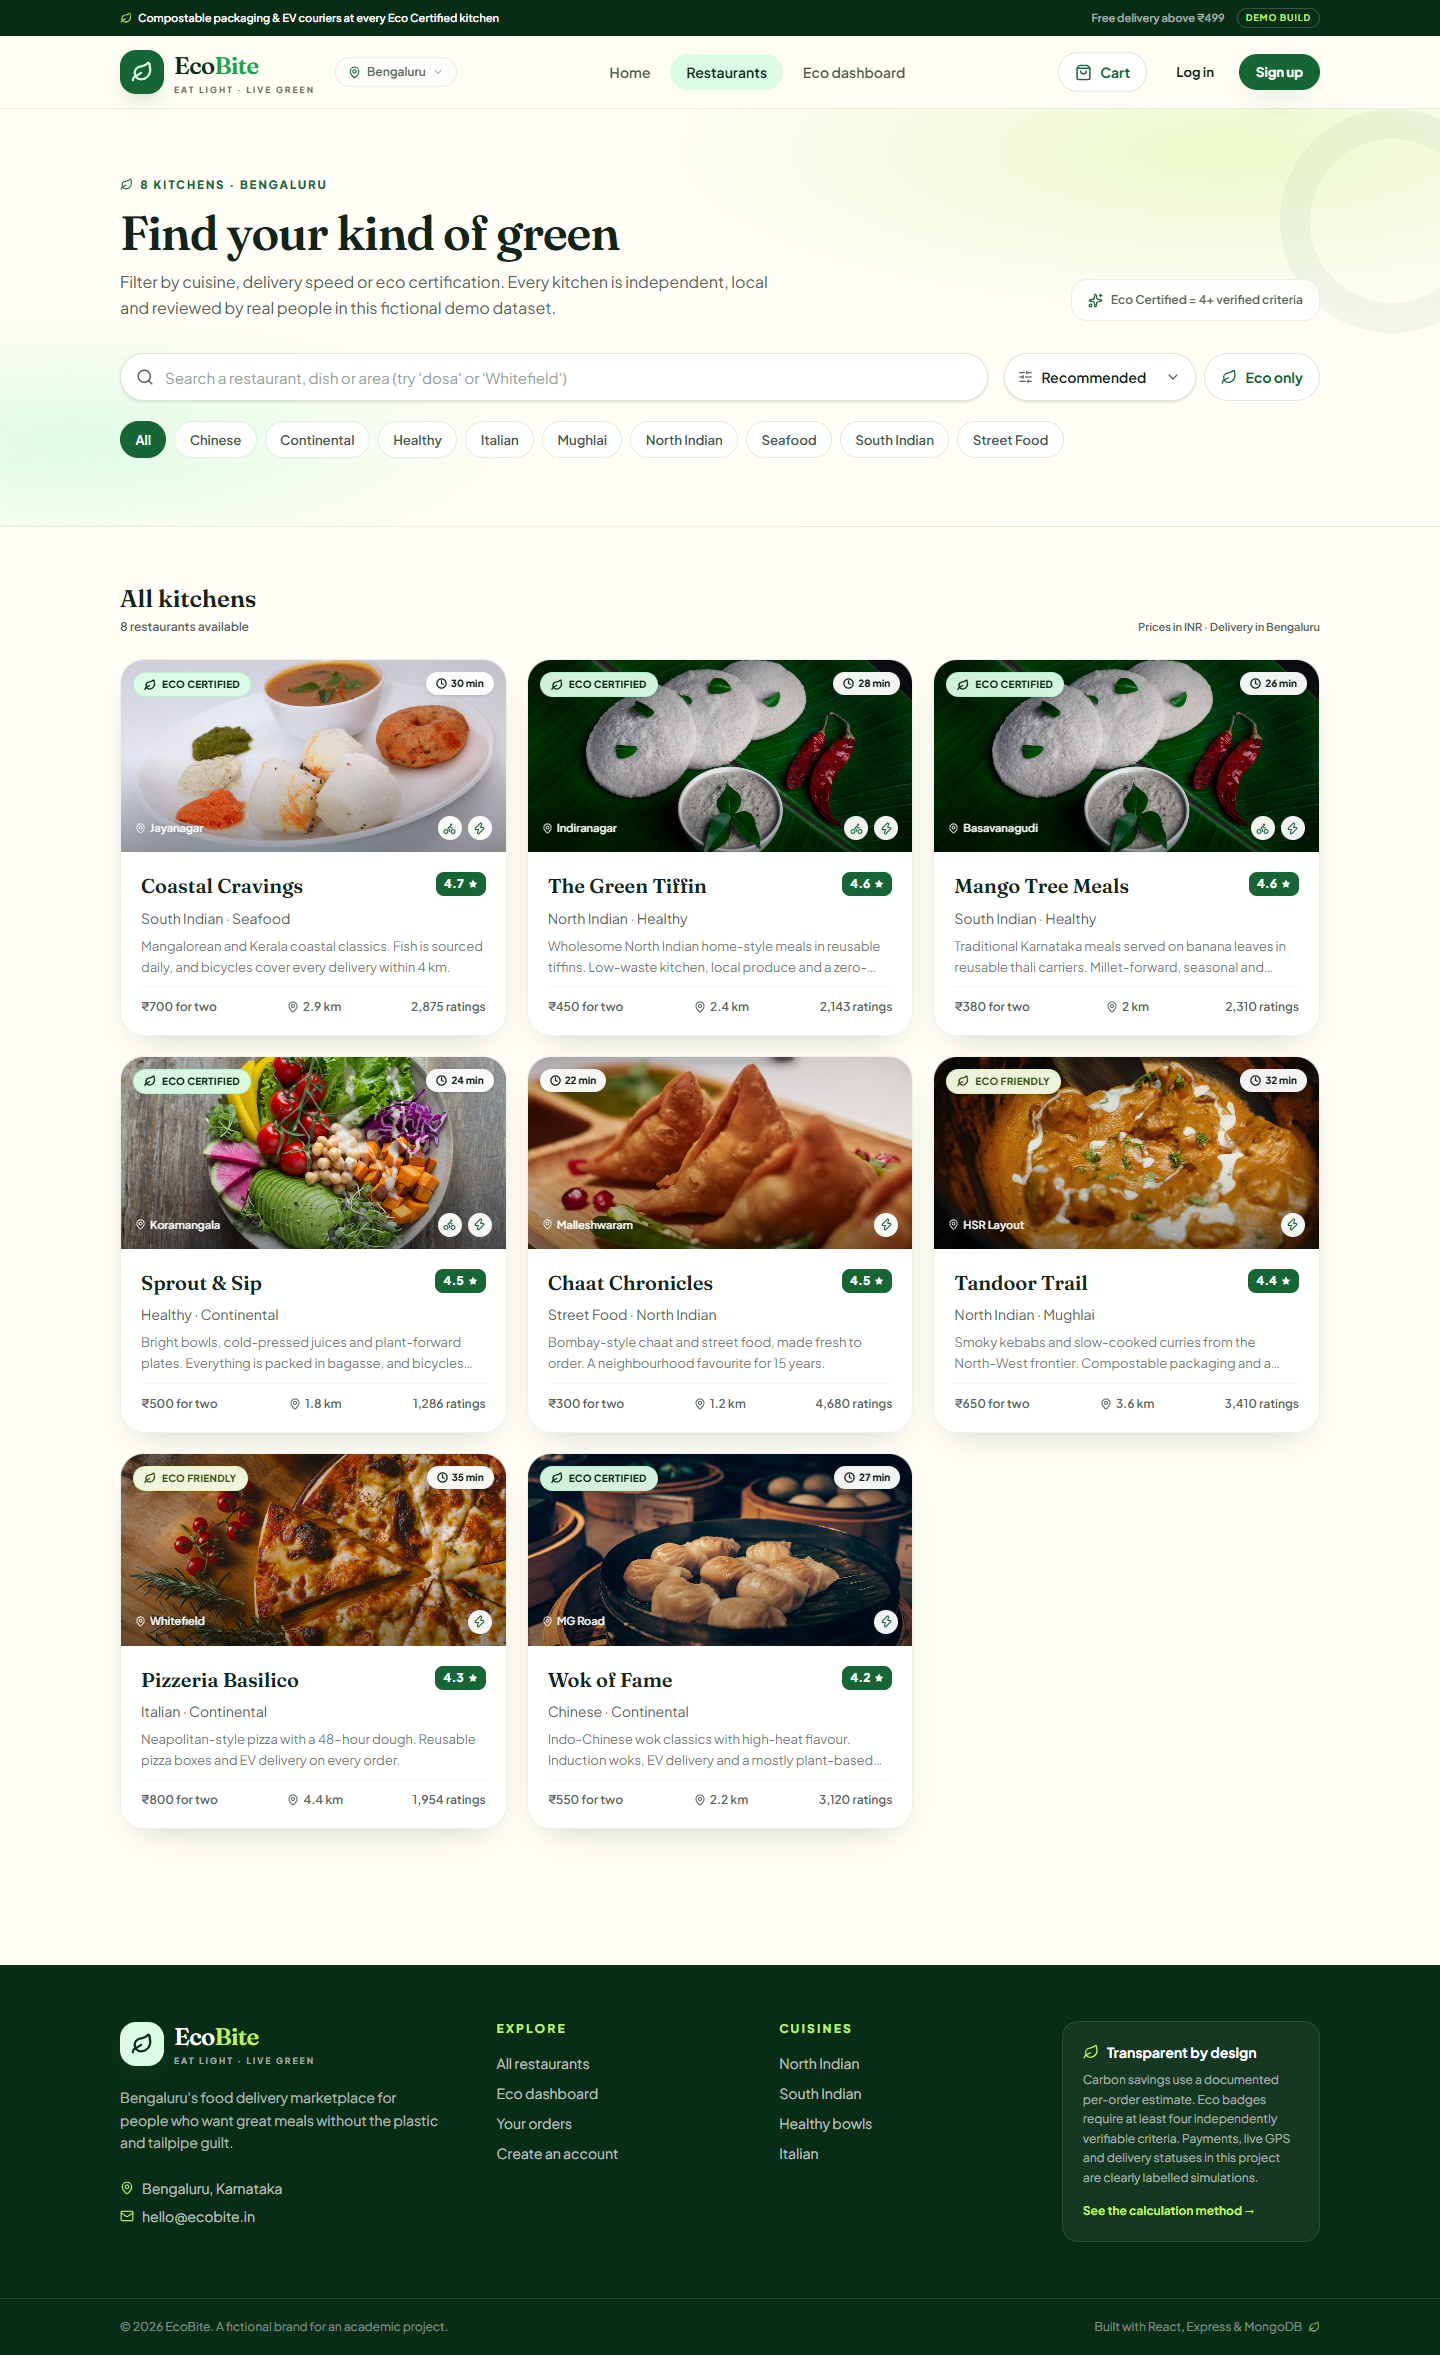 Compostable packaging & EV couriers at every Eco Certified kitchen
Free delivery above ₹499
DEMO BUILD
EcoBite
EAT LIGHT · LIVE GREEN
Bengaluru
Home
Restaurants
Eco dashboard
Cart
Log in
Sign up
8 KITCHENS · BENGALURU
Find your kind of green
Filter by cuisine, delivery speed or eco certification. Every kitchen is independent, local
and reviewed by real people in this fictional demo dataset.
Eco Certified = 4+ verified criteria
Search a restaurant, dish or area (try 'dosa' or 'Whitefield')
Recommended
Eco only
All
Chinese
Continental
Healthy
Italian
Mughlai
North Indian
Seafood
South Indian
Street Food
All kitchens
8 restaurants available
Prices in INR · Delivery in Bengaluru
ECO CERTIFIED
30 min
Jayanagar
Coastal Cravings
4.7 ★
South Indian · Seafood
Mangalorean and Kerala coastal classics. Fish is sourced
daily, and bicycles cover every delivery within 4 km.
₹700 for two
2.9 km
2,875 ratings
ECO CERTIFIED
28 min
Indiranagar
The Green Tiffin
4.6 ★
North Indian · Healthy
Wholesome North Indian home-style meals in reusable
tiffins. Low-waste kitchen, local produce and a zero-…
₹450 for two
2.4 km
2,143 ratings
ECO CERTIFIED
26 min
Basavanagudi
Mango Tree Meals
4.6 ★
South Indian · Healthy
Traditional Karnataka meals served on banana leaves in
reusable thali carriers. Millet-forward, seasonal and…
₹380 for two
2 km
2,310 ratings
ECO CERTIFIED
24 min
Koramangala
Sprout & Sip
4.5 ★
Healthy · Continental
Bright bowls, cold-pressed juices and plant-forward
plates. Everything is packed in bagasse, and bicycles…
₹500 for two
1.8 km
1,286 ratings
22 min
Malleshwaram
Chaat Chronicles
4.5 ★
Street Food · North Indian
Bombay-style chaat and street food, made fresh to
order. A neighbourhood favourite for 15 years.
₹300 for two
1.2 km
4,680 ratings
ECO FRIENDLY
32 min
HSR Layout
Tandoor Trail
4.4 ★
North Indian · Mughlai
Smoky kebabs and slow-cooked curries from the
North-West frontier. Compostable packaging and a…
₹650 for two
3.6 km
3,410 ratings
ECO FRIENDLY
35 min
Whitefield
Pizzeria Basilico
4.3 ★
Italian · Continental
Neapolitan-style pizza with a 48-hour dough. Reusable
pizza boxes and EV delivery on every order.
₹800 for two
4.4 km
1,954 ratings
ECO CERTIFIED
27 min
MG Road
Wok of Fame
4.2 ★
Chinese · Continental
Indo-Chinese wok classics with high-heat flavour.
Induction woks, EV delivery and a mostly plant-based…
₹550 for two
2.2 km
3,120 ratings
EcoBite
EAT LIGHT · LIVE GREEN
Bengaluru's food delivery marketplace for
people who want great meals without the plastic
and tailpipe guilt.
Bengaluru, Karnataka
hello@ecobite.in
EXPLORE
All restaurants
Eco dashboard
Your orders
Create an account
CUISINES
North Indian
South Indian
Healthy bowls
Italian
Transparent by design
Carbon savings use a documented
per-order estimate. Eco badges
require at least four independently
verifiable criteria. Payments, live GPS
and delivery statuses in this project
are clearly labelled simulations.
See the calculation method →
© 2026 EcoBite. A fictional brand for an academic project.
Built with React, Express & MongoDB